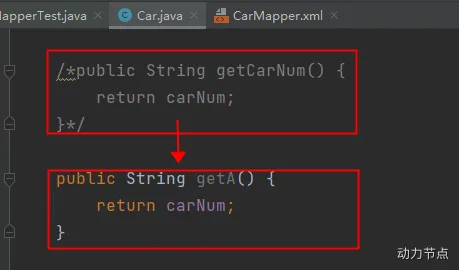 MapperTest.java
Car.java
CarMapper.xml
/*public String getCarNum() {
return carNum;
}*/
public String getA() {
return carNum;
}
动力节点